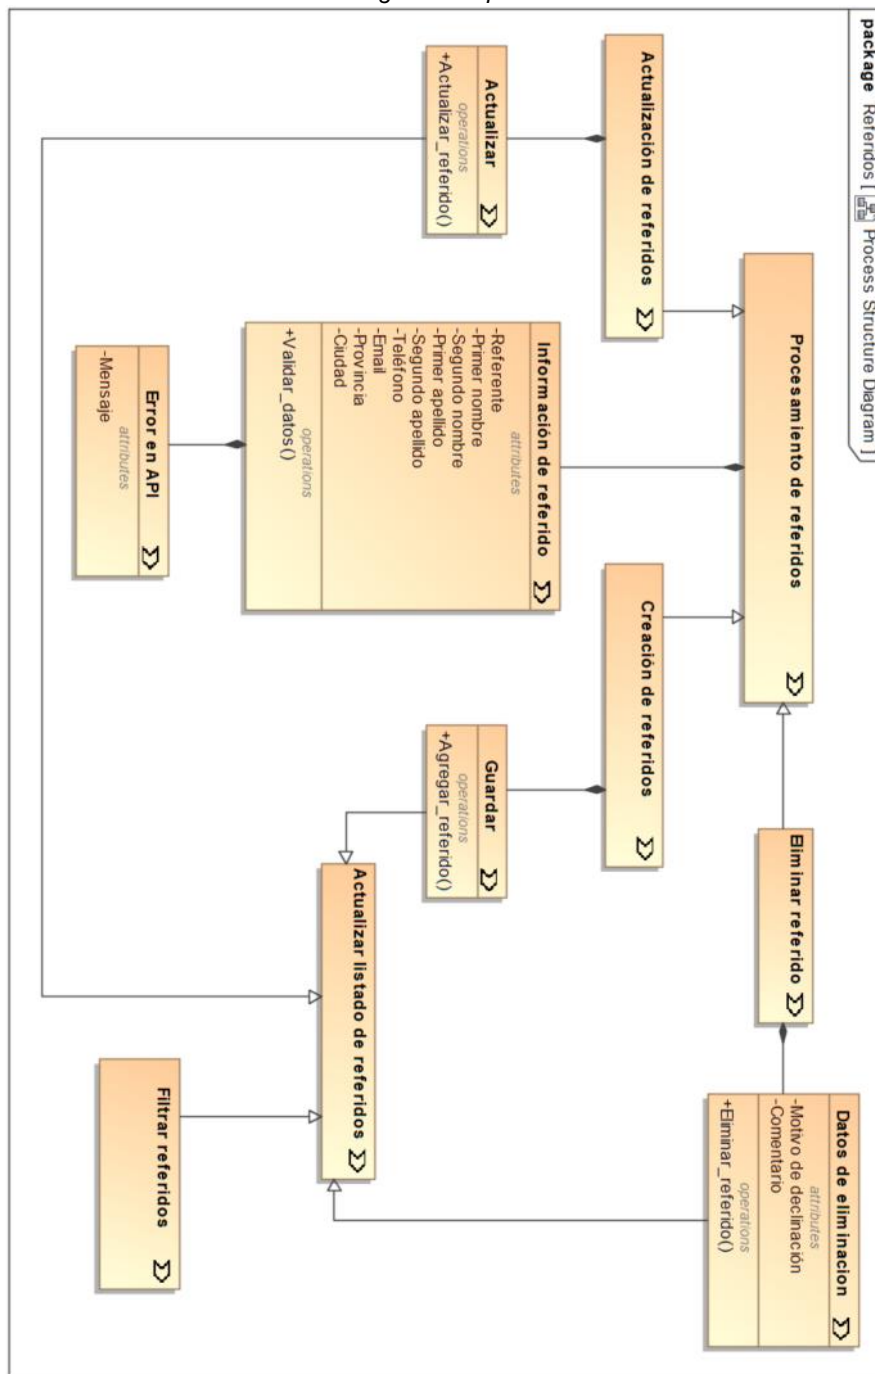 package Referidos [ Process Structure Diagram ]
Procesamiento de referidos
Eliminar referido
Datos de eliminacion
attributes
-Motivo de declinación
-Comentario
operations
+Eliminar_referido()
Actualización de referidos
Creación de referidos
Información de referido
attributes
-Referente
-Primer nombre
-Segundo nombre
-Primer apellido
-Segundo apellido
-Teléfono
-Email
-Provincia
-Ciudad
operations
+Validar_datos()
Actualizar
operations
+Actualizar_referido()
Guardar
operations
+Agregar_referido()
Actualizar listado de referidos
Error en API
attributes
-Mensaje
Filtrar referidos